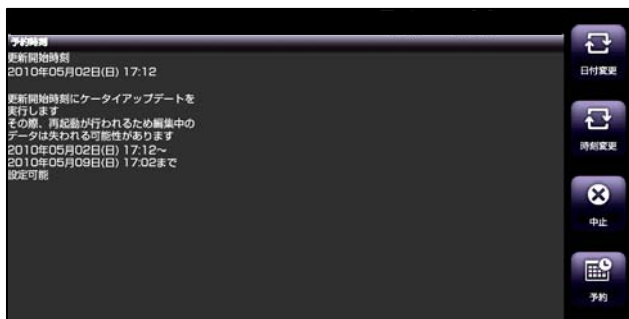 予約時刻
更新開始時刻
2010年05月02日(日) 17:12
更新開始時刻にケータイアップデートを
実行します
その際、再起動が行われるため編集中の
データは失われる可能性があります
2010年05月02日(日) 17:12～
2010年05月09日(日) 17:02まで
設定可能
日付変更
時刻変更
中止
予約